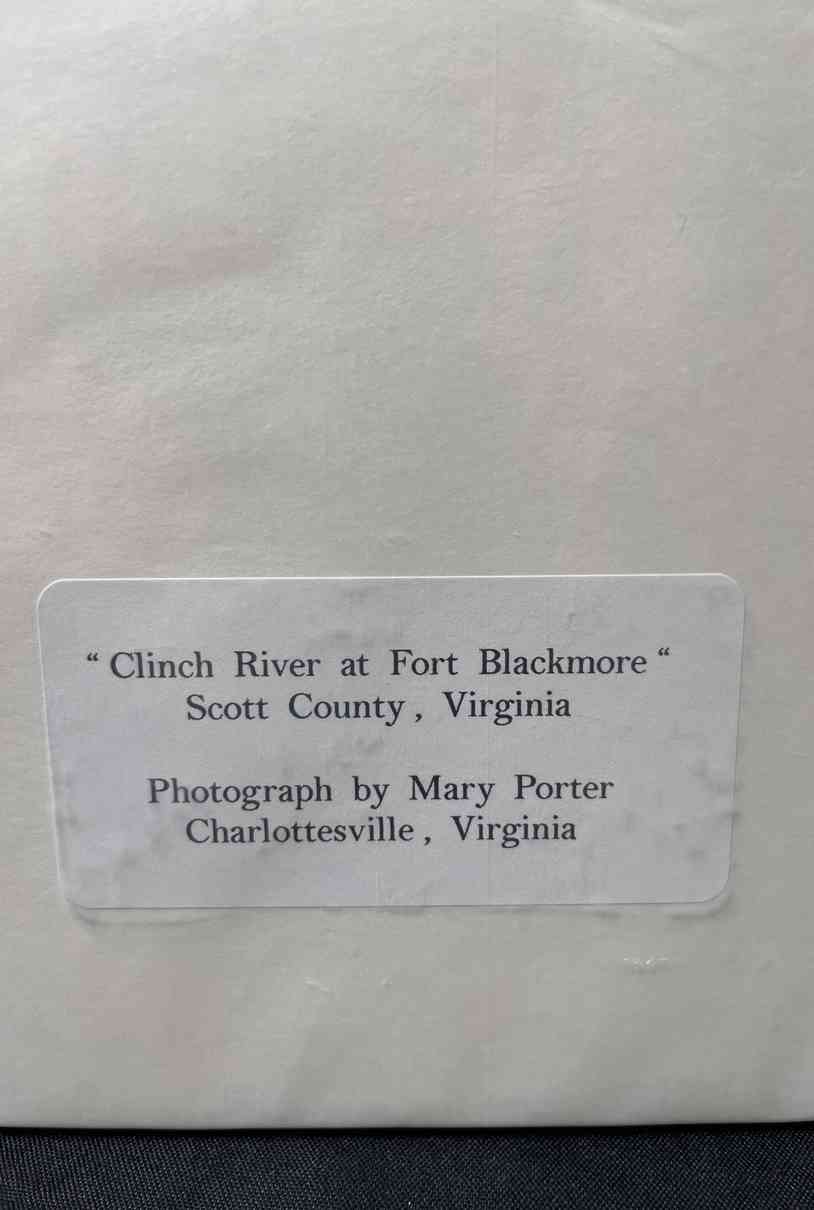 “ Clinch River at Fort Blackmore “
Scott County , Virginia
Photograph by Mary Porter
Charlottesville , Virginia